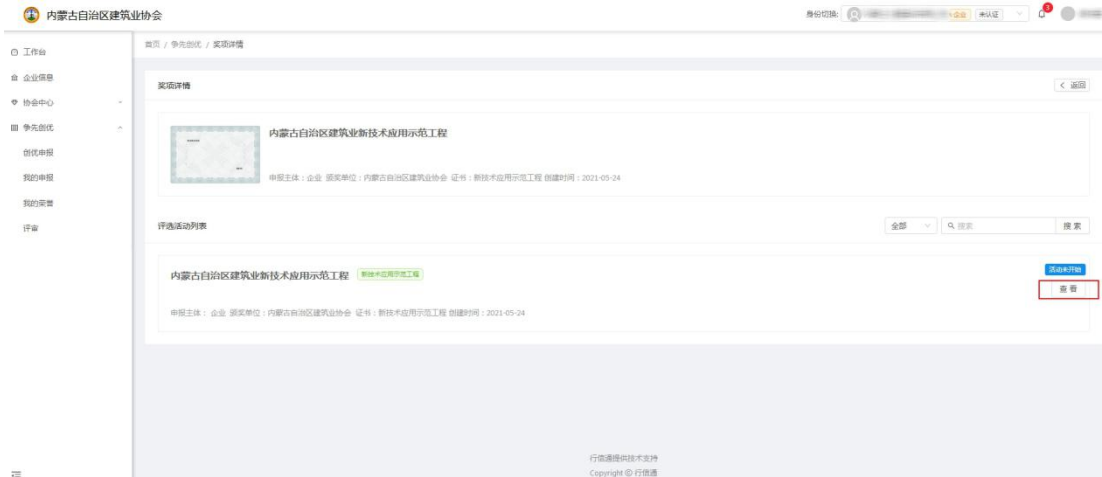 内蒙古自治区建筑业协会
身份切换:
企业
未认证
3
工作台
企业信息
协会中心
争先创优
创优申报
我的申报
我的荣誉
评审
首页 / 争先创优 / 奖项详情
奖项详情
< 返回
内蒙古自治区建筑业新技术应用示范工程
申报主体：企业 颁奖单位：内蒙古自治区建筑业协会 证书：新技术应用示范工程 创建时间：2021-05-24
评选活动列表
全部
搜索
搜 索
内蒙古自治区建筑业新技术应用示范工程 新技术应用示范工程
活动未开始
查 看
申报主体： 企业 颁奖单位：内蒙古自治区建筑业协会 证书：新技术应用示范工程 创建时间：2021-05-24
行信通提供技术支持
Copyright © 行信通